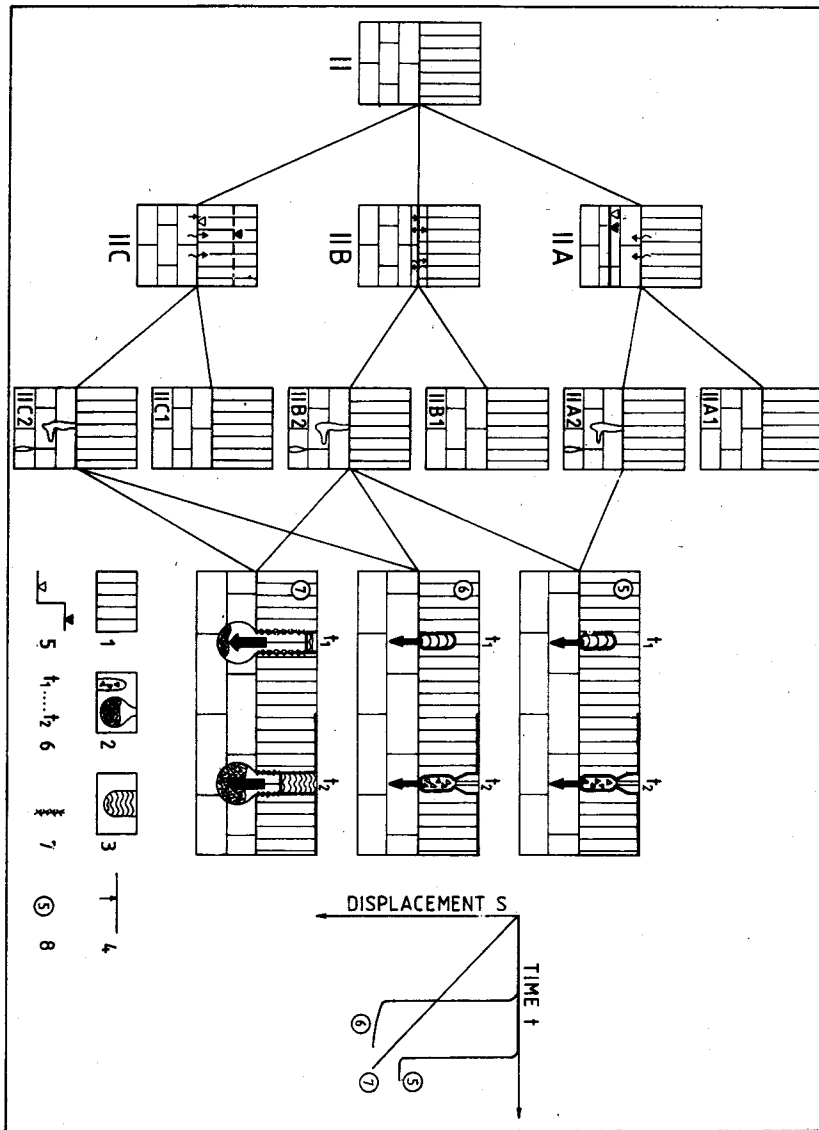 II
IIA
IIB
IIC
IIA1
IIA2
IIB1
IIB2
IIC1
IIC2
5
t1
t2
6
t1
t2
7
t1
t2
DISPLACEMENT S
TIME t
6
7
5
1
2
3
4
5
t1.....t2
6
7
5
8